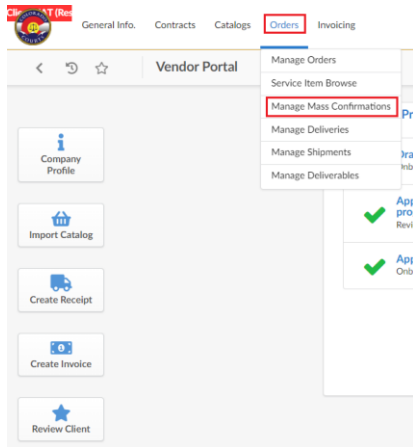 General Info.
Contracts
Catalogs
Orders
Invoicing
Vendor Portal
Manage Orders
Service Item Browse
Manage Mass Confirmations
Manage Deliveries
Manage Shipments
Manage Deliverables
Company
Profile
Import Catalog
Create Receipt
Create Invoice
Review Client